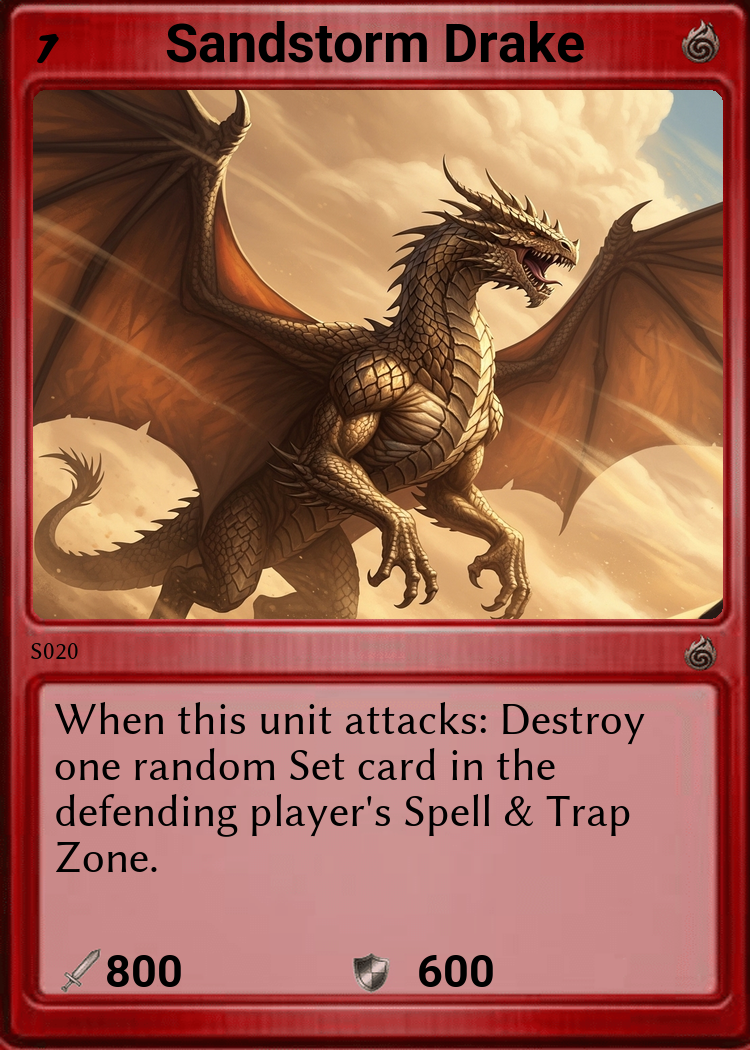 1
Sandstorm Drake
S020
When this unit attacks: Destroy
one random Set card in the
defending player's Spell & Trap
Zone.
800
600